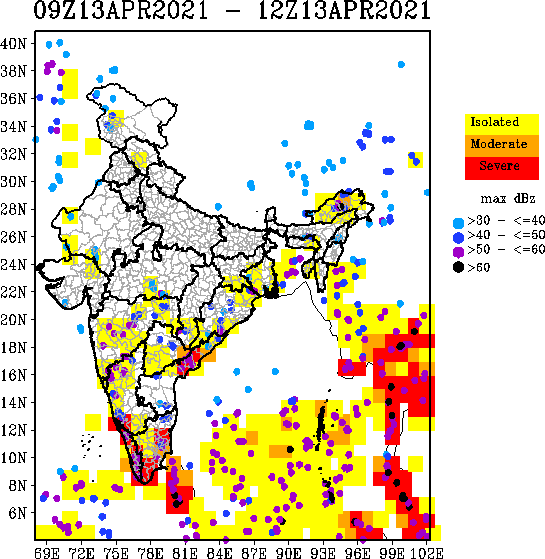 09Z13APR2021 - 12Z13APR2021
40N
38N
36N
34N
32N
30N
28N
26N
24N
22N
20N
18N
16N
14N
12N
10N
8N
6N
69E 72E 75E 78E 81E 84E 87E 90E 93E 96E 99E 102E
Isolated
Moderate
Severe
max dBz
>30 - <=40
>40 - <=50
>50 - <=60
>60